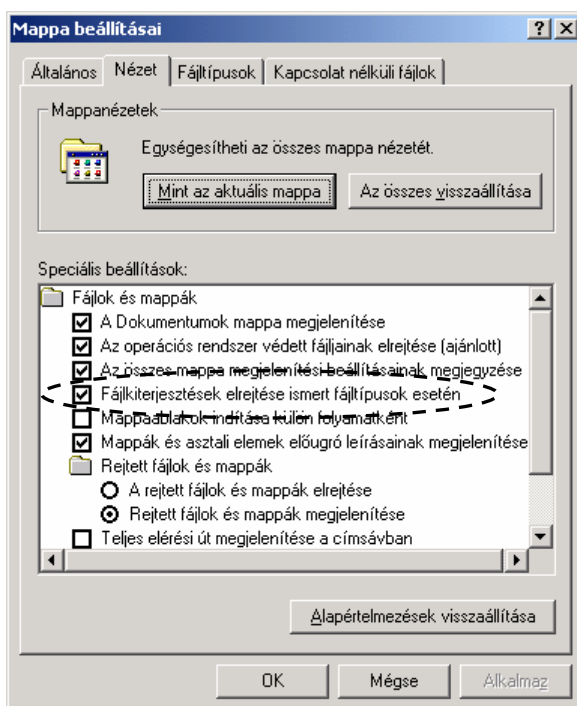 Mappa beállításai
Általános Nézet Fájltípusok Kapcsolat nélküli fájlok
Mappanézetek
Egységesítheti az összes mappa nézetét.
Mint az aktuális mappa Az összes visszaállítása
Speciális beállítások:
Fájlok és mappák
A Dokumentumok mappa megjelenítése
Az operációs rendszer védett fájljainak elrejtése (ajánlott)
Az összes mappa megjelenítési beállításainak megjegyzése
Fájlkiterjesztések elrejtése ismert fájltípusok esetén
Mappaablakok indítása külön folyamatként
Mappák és asztali elemek előugró leírásainak megjelenítése
Rejtett fájlok és mappák
A rejtett fájlok és mappák elrejtése
Rejtett fájlok és mappák megjelenítése
Teljes elérési út megjelenítése a címsávban
Alapértelmezések visszaállítása
OK Mégse Alkalmaz